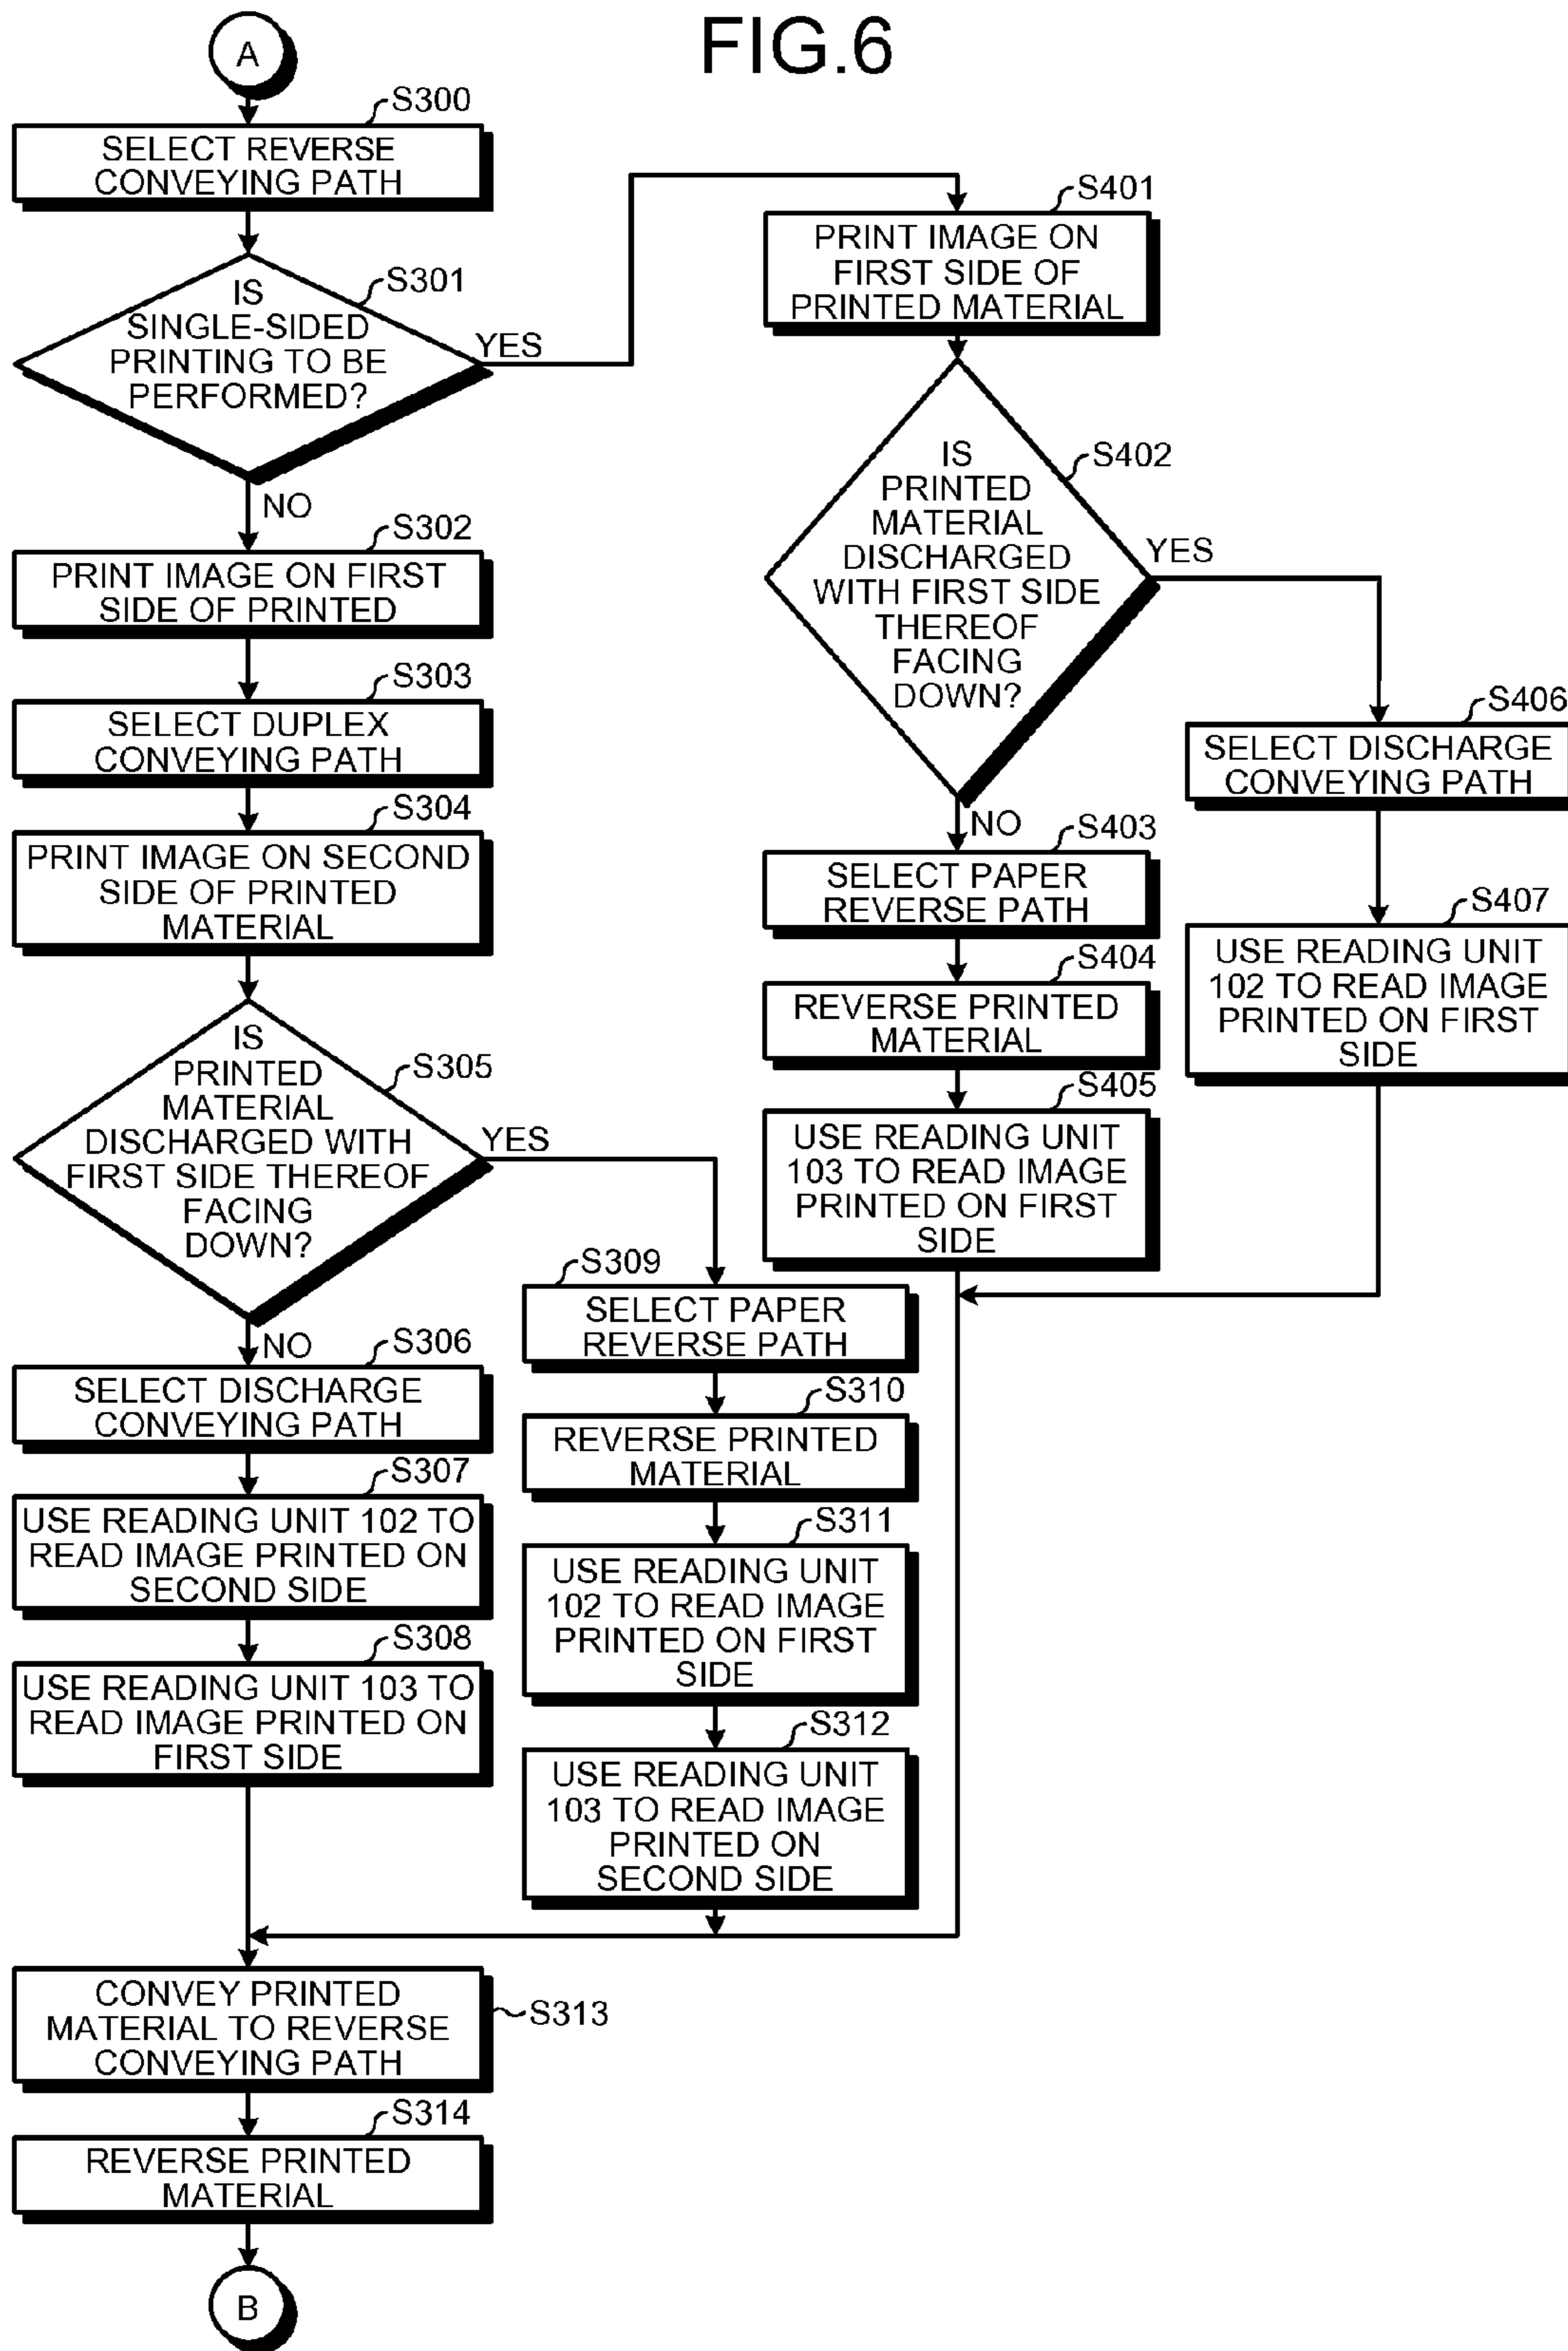 FIG.6
A
S300
SELECT REVERSE
CONVEYING PATH
S301
IS
SINGLE-SIDED
PRINTING TO BE
PERFORMED?
YES
NO
S302
PRINT IMAGE ON FIRST
SIDE OF PRINTED
S303
SELECT DUPLEX
CONVEYING PATH
S304
PRINT IMAGE ON SECOND
SIDE OF PRINTED
MATERIAL
S305
IS
PRINTED
MATERIAL
DISCHARGED WITH
FIRST SIDE THEREOF
FACING
DOWN?
YES
NO
S306
SELECT DISCHARGE
CONVEYING PATH
S307
USE READING UNIT 102 TO
READ IMAGE PRINTED ON
SECOND SIDE
S308
USE READING UNIT 103 TO
READ IMAGE PRINTED ON
FIRST SIDE
S309
SELECT PAPER
REVERSE PATH
S310
REVERSE PRINTED
MATERIAL
S311
USE READING UNIT
102 TO READ IMAGE
PRINTED ON FIRST
SIDE
S312
USE READING UNIT
103 TO READ IMAGE
PRINTED ON
SECOND SIDE
S401
PRINT IMAGE ON
FIRST SIDE OF
PRINTED MATERIAL
S402
IS
PRINTED
MATERIAL
DISCHARGED
WITH FIRST SIDE
THEREOF
FACING
DOWN?
YES
NO
S403
SELECT PAPER
REVERSE PATH
S404
REVERSE PRINTED
MATERIAL
S405
USE READING UNIT
103 TO READ IMAGE
PRINTED ON FIRST
SIDE
S406
SELECT DISCHARGE
CONVEYING PATH
S407
USE READING UNIT
102 TO READ IMAGE
PRINTED ON FIRST
SIDE
CONVEY PRINTED
MATERIAL TO REVERSE
CONVEYING PATH
S313
S314
REVERSE PRINTED
MATERIAL
B